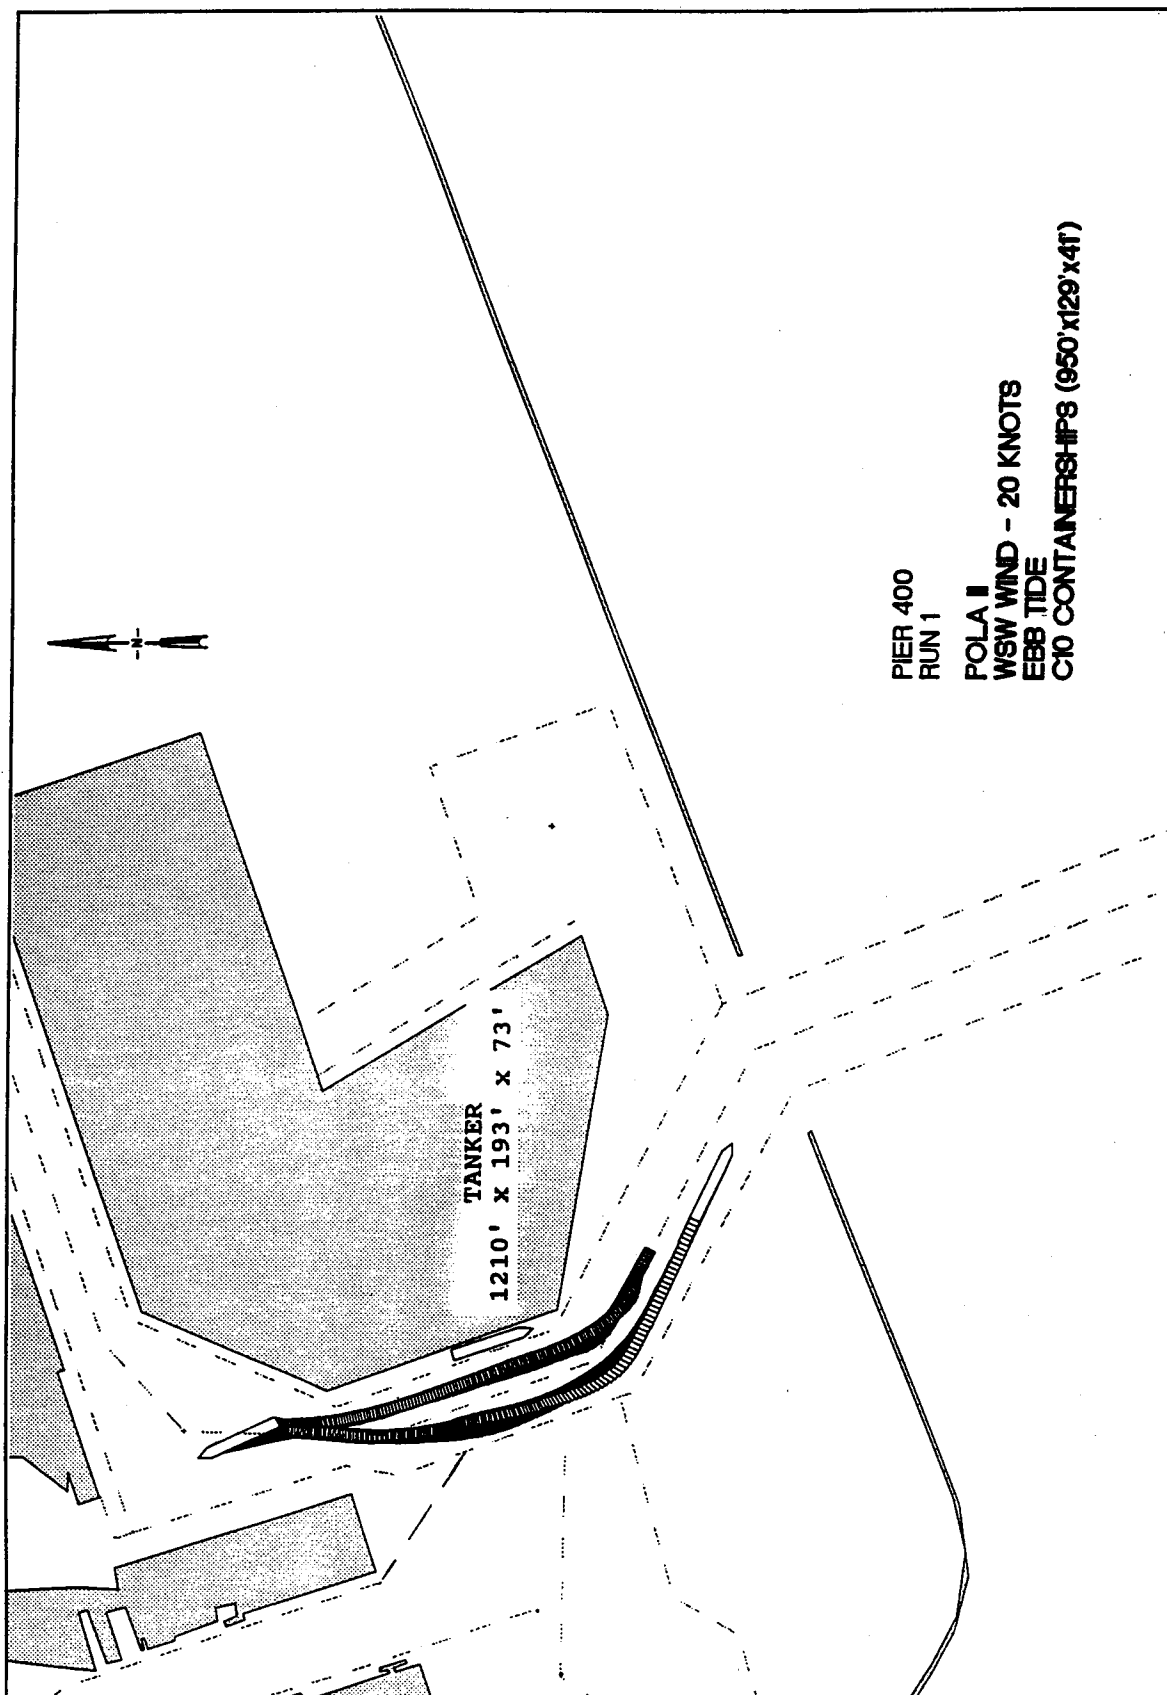 -N-
TANKER
1210' x 193' x 73'
PIER 400
RUN 1
POLA II
WSW WIND - 20 KNOTS
EBB TIDE
C10 CONTAINERSHIPS (950'x129'x41')